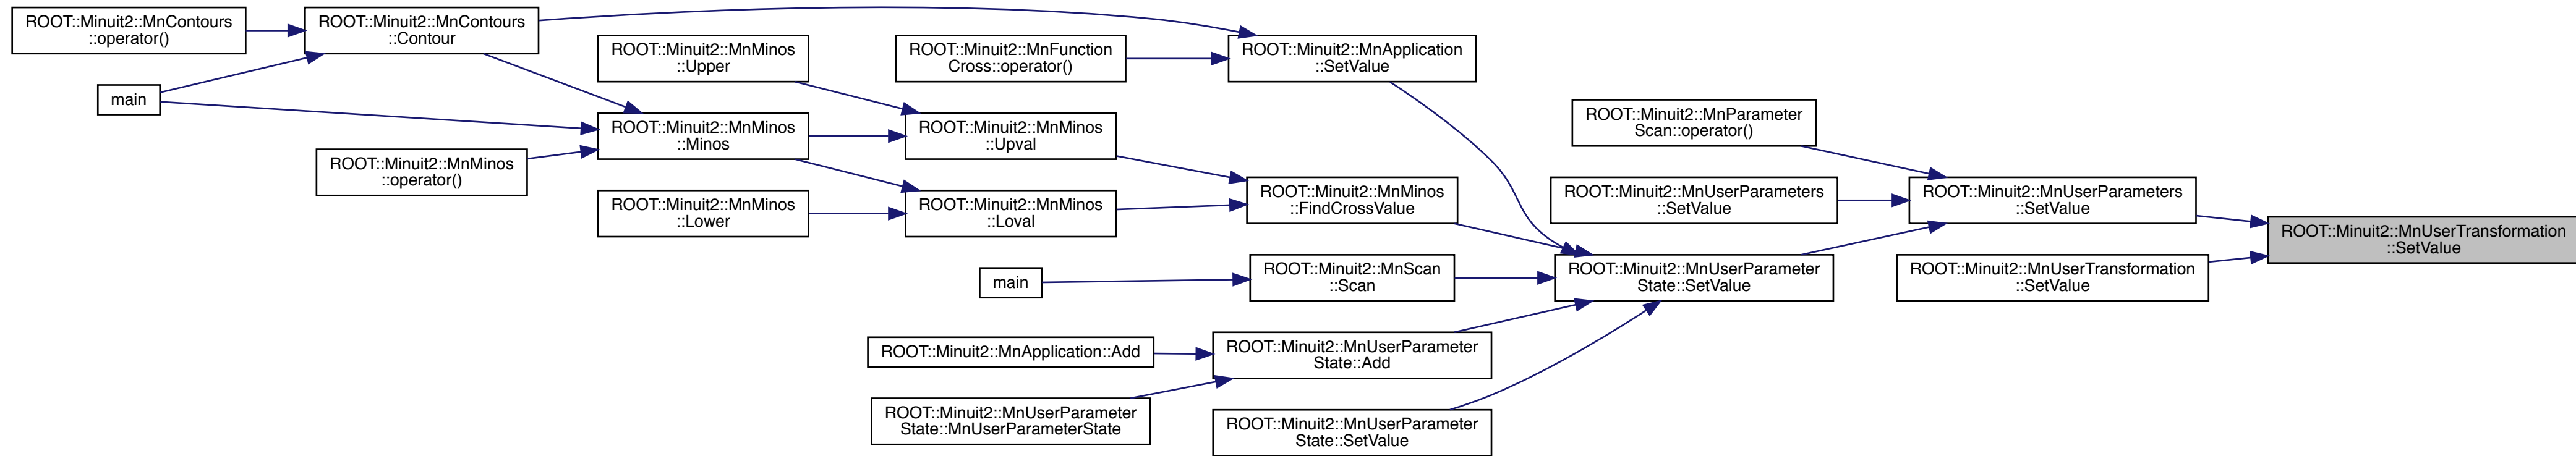 ROOT::Minuit2::MnContours
::operator()
ROOT::Minuit2::MnContours
::Contour
main
ROOT::Minuit2::MnMinos
::operator()
ROOT::Minuit2::MnMinos
::Upper
ROOT::Minuit2::MnMinos
::Minos
ROOT::Minuit2::MnMinos
::Lower
ROOT::Minuit2::MnFunction
Cross::operator()
ROOT::Minuit2::MnMinos
::Upval
ROOT::Minuit2::MnMinos
::Loval
main
ROOT::Minuit2::MnApplication::Add
ROOT::Minuit2::MnUserParameter
State::MnUserParameterState
ROOT::Minuit2::MnApplication
::SetValue
ROOT::Minuit2::MnMinos
::FindCrossValue
ROOT::Minuit2::MnScan
::Scan
ROOT::Minuit2::MnUserParameter
State::Add
ROOT::Minuit2::MnUserParameter
State::SetValue
ROOT::Minuit2::MnParameter
Scan::operator()
ROOT::Minuit2::MnUserParameters
::SetValue
ROOT::Minuit2::MnUserParameter
State::SetValue
ROOT::Minuit2::MnUserParameters
::SetValue
ROOT::Minuit2::MnUserTransformation
::SetValue
ROOT::Minuit2::MnUserTransformation
::SetValue